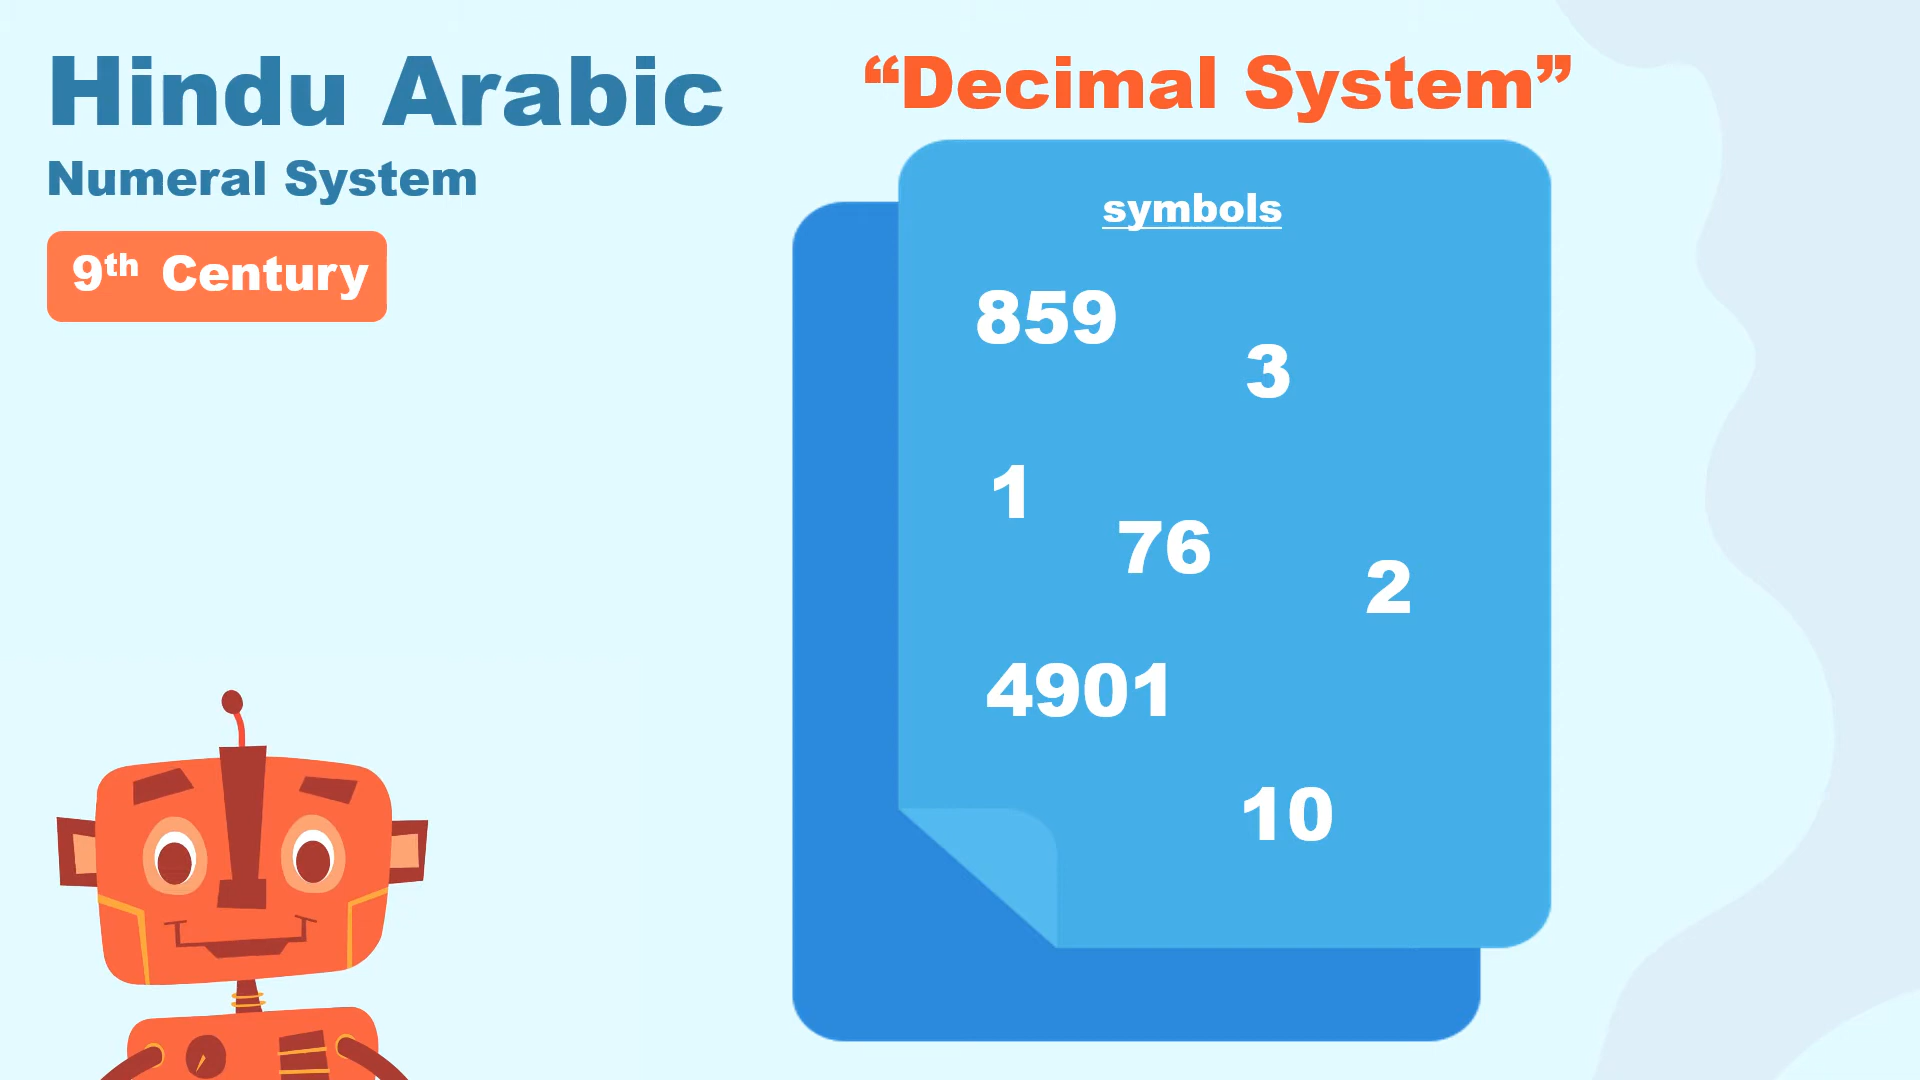 Hindu Arabic
Numeral System
9th Century
“Decimal System”
symbols
859
3
1
76
2
4901
10